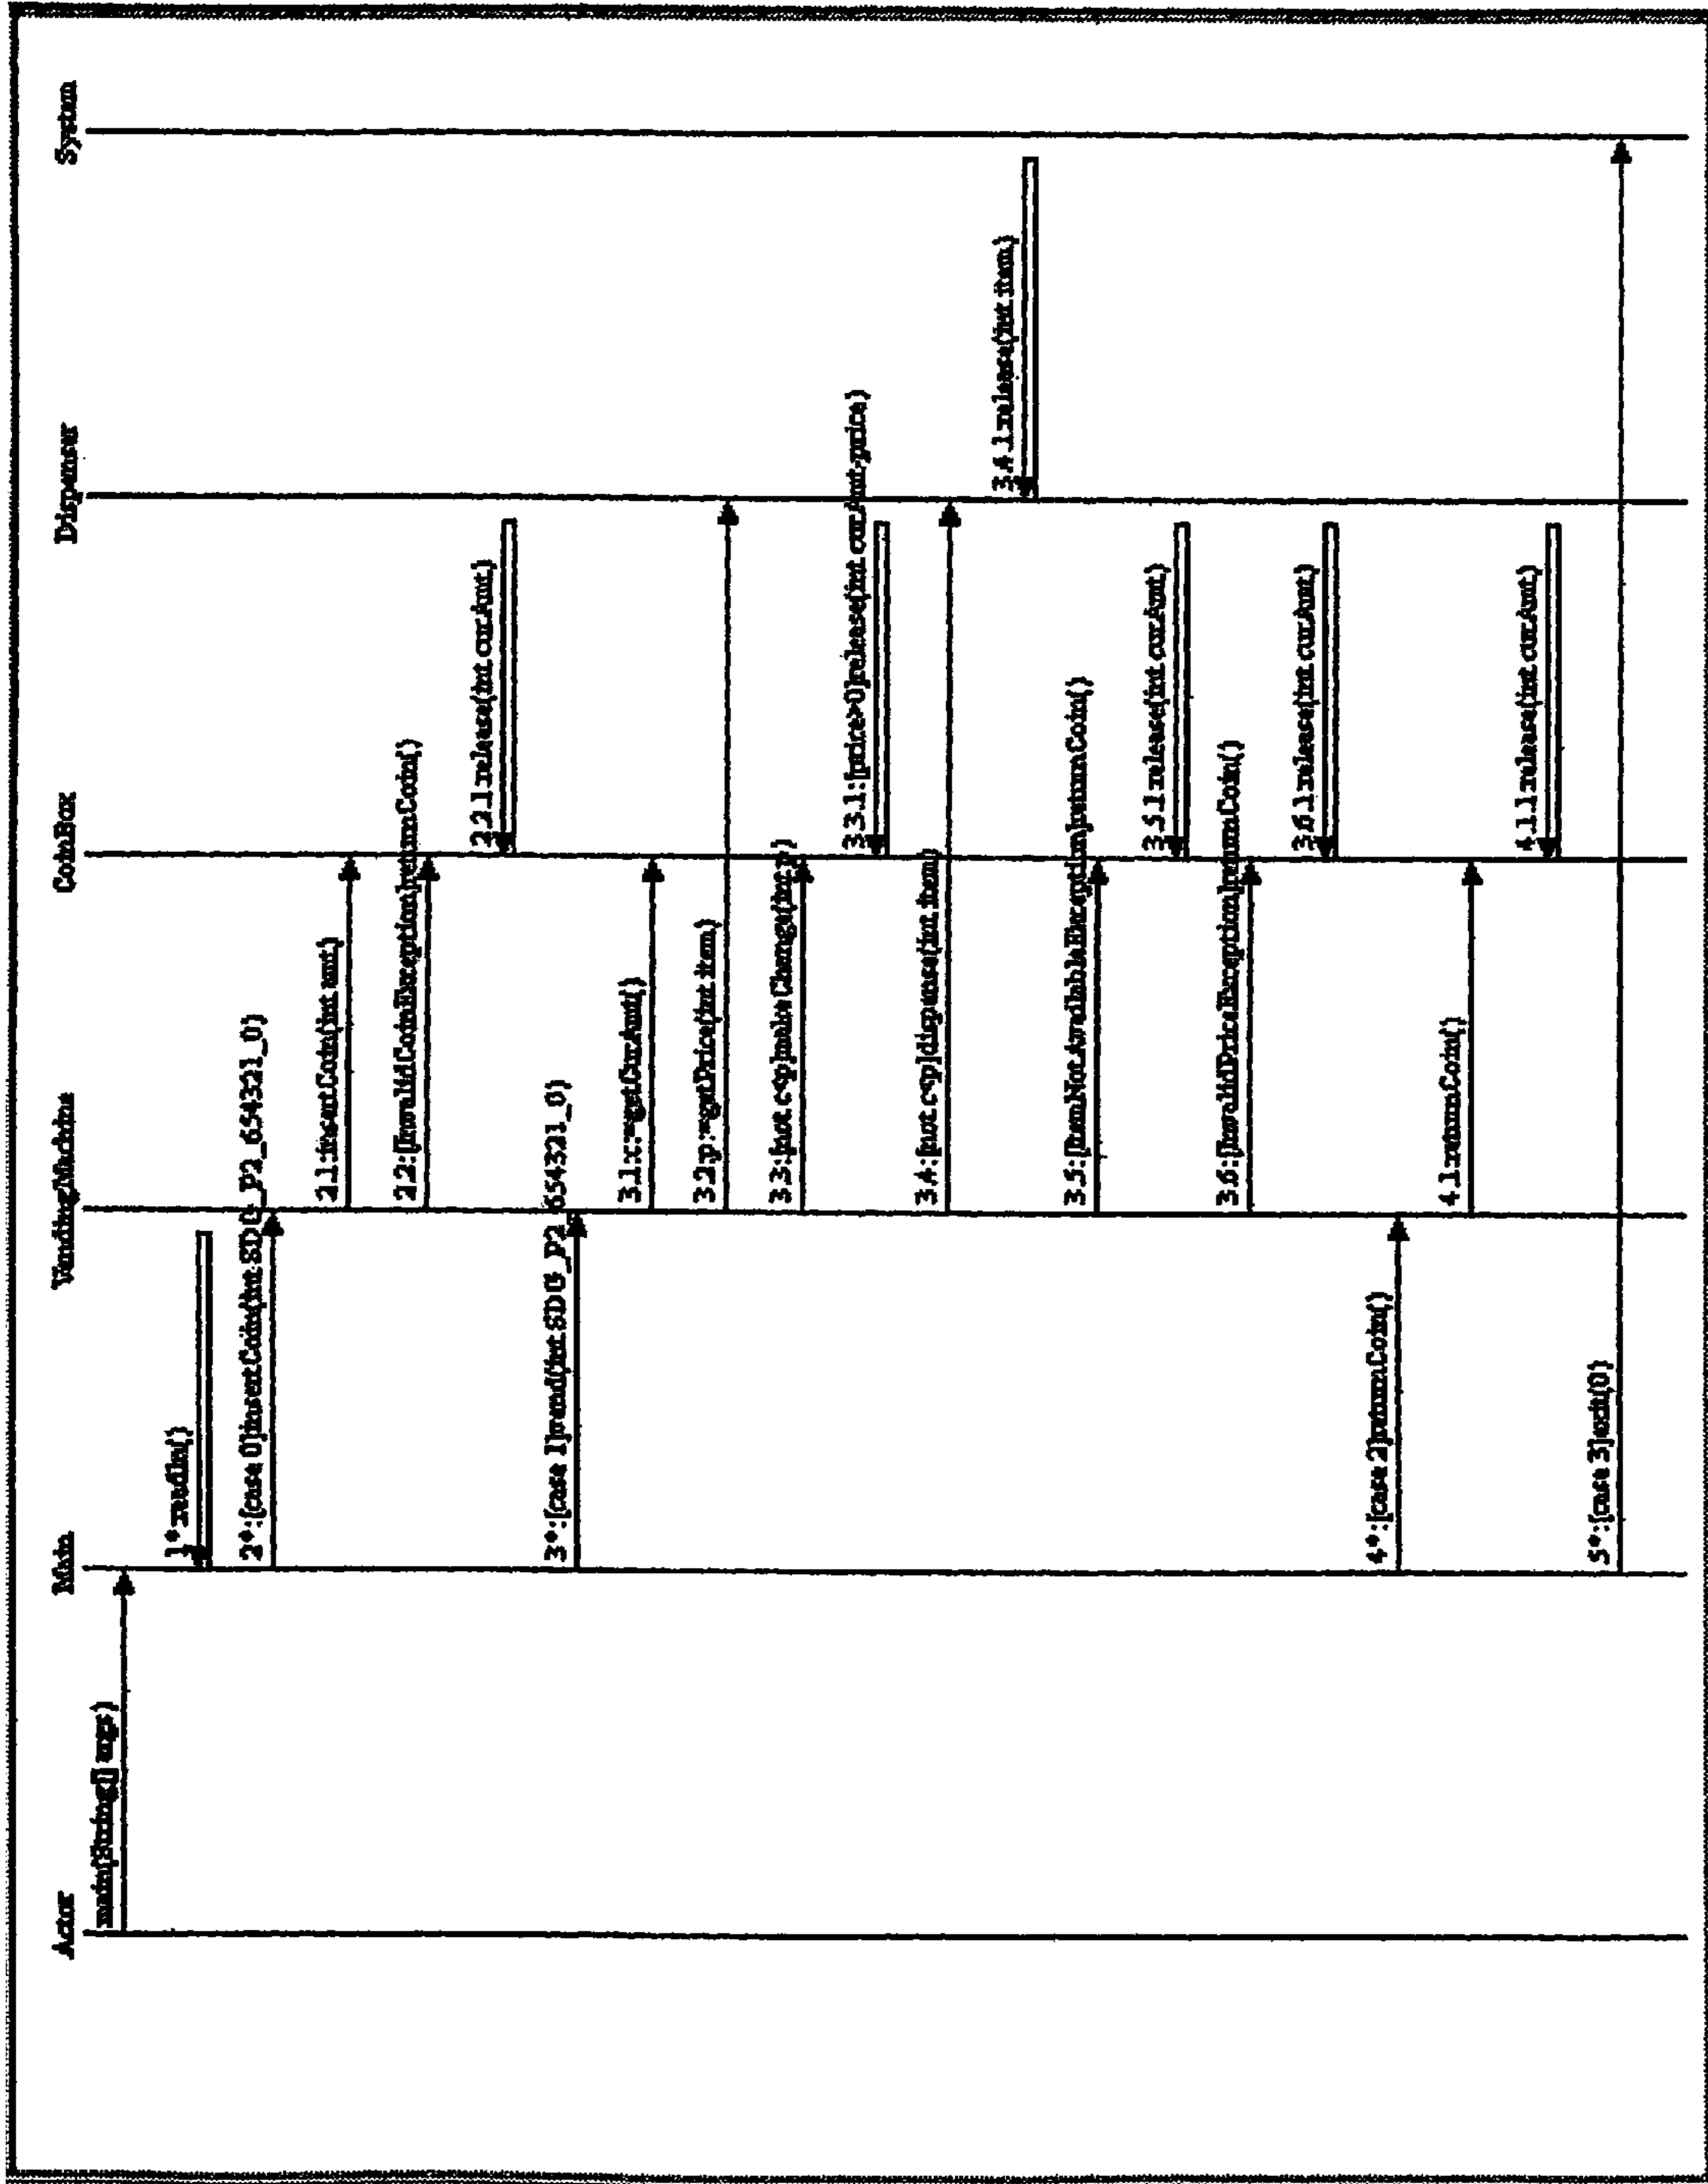 Actor
Main
VendingMachine
CoinBox
Dispenser
System
main(String[] args)
1*:readln()
2*:[case 0]insertCoin(int SDG_P2_654321_0)
2.1:insertCoin(int amt)
2.2:[InvalidCoinException]returnCoin()
2.2.1:release(int curAmt)
3*:[case 1]vend(int SDG_P2_654321_0)
3.1:c:=getCurAmt()
3.2:p:=getPrice(int item)
3.3:[not c<p]makeChange(int p)
3.3.1:[price>0]release(int curAmt-price)
3.4:[not c<p]dispense(int item)
3.4.1:release(int item)
3.5:[ItemNotAvailableException]returnCoin()
3.5.1:release(int curAmt)
3.6:[InvalidPriceException]returnCoin()
3.6.1:release(int curAmt)
4*:[case 2]returnCoin()
4.1:returnCoin()
4.1.1:release(int curAmt)
5*:[case 3]exit(0)